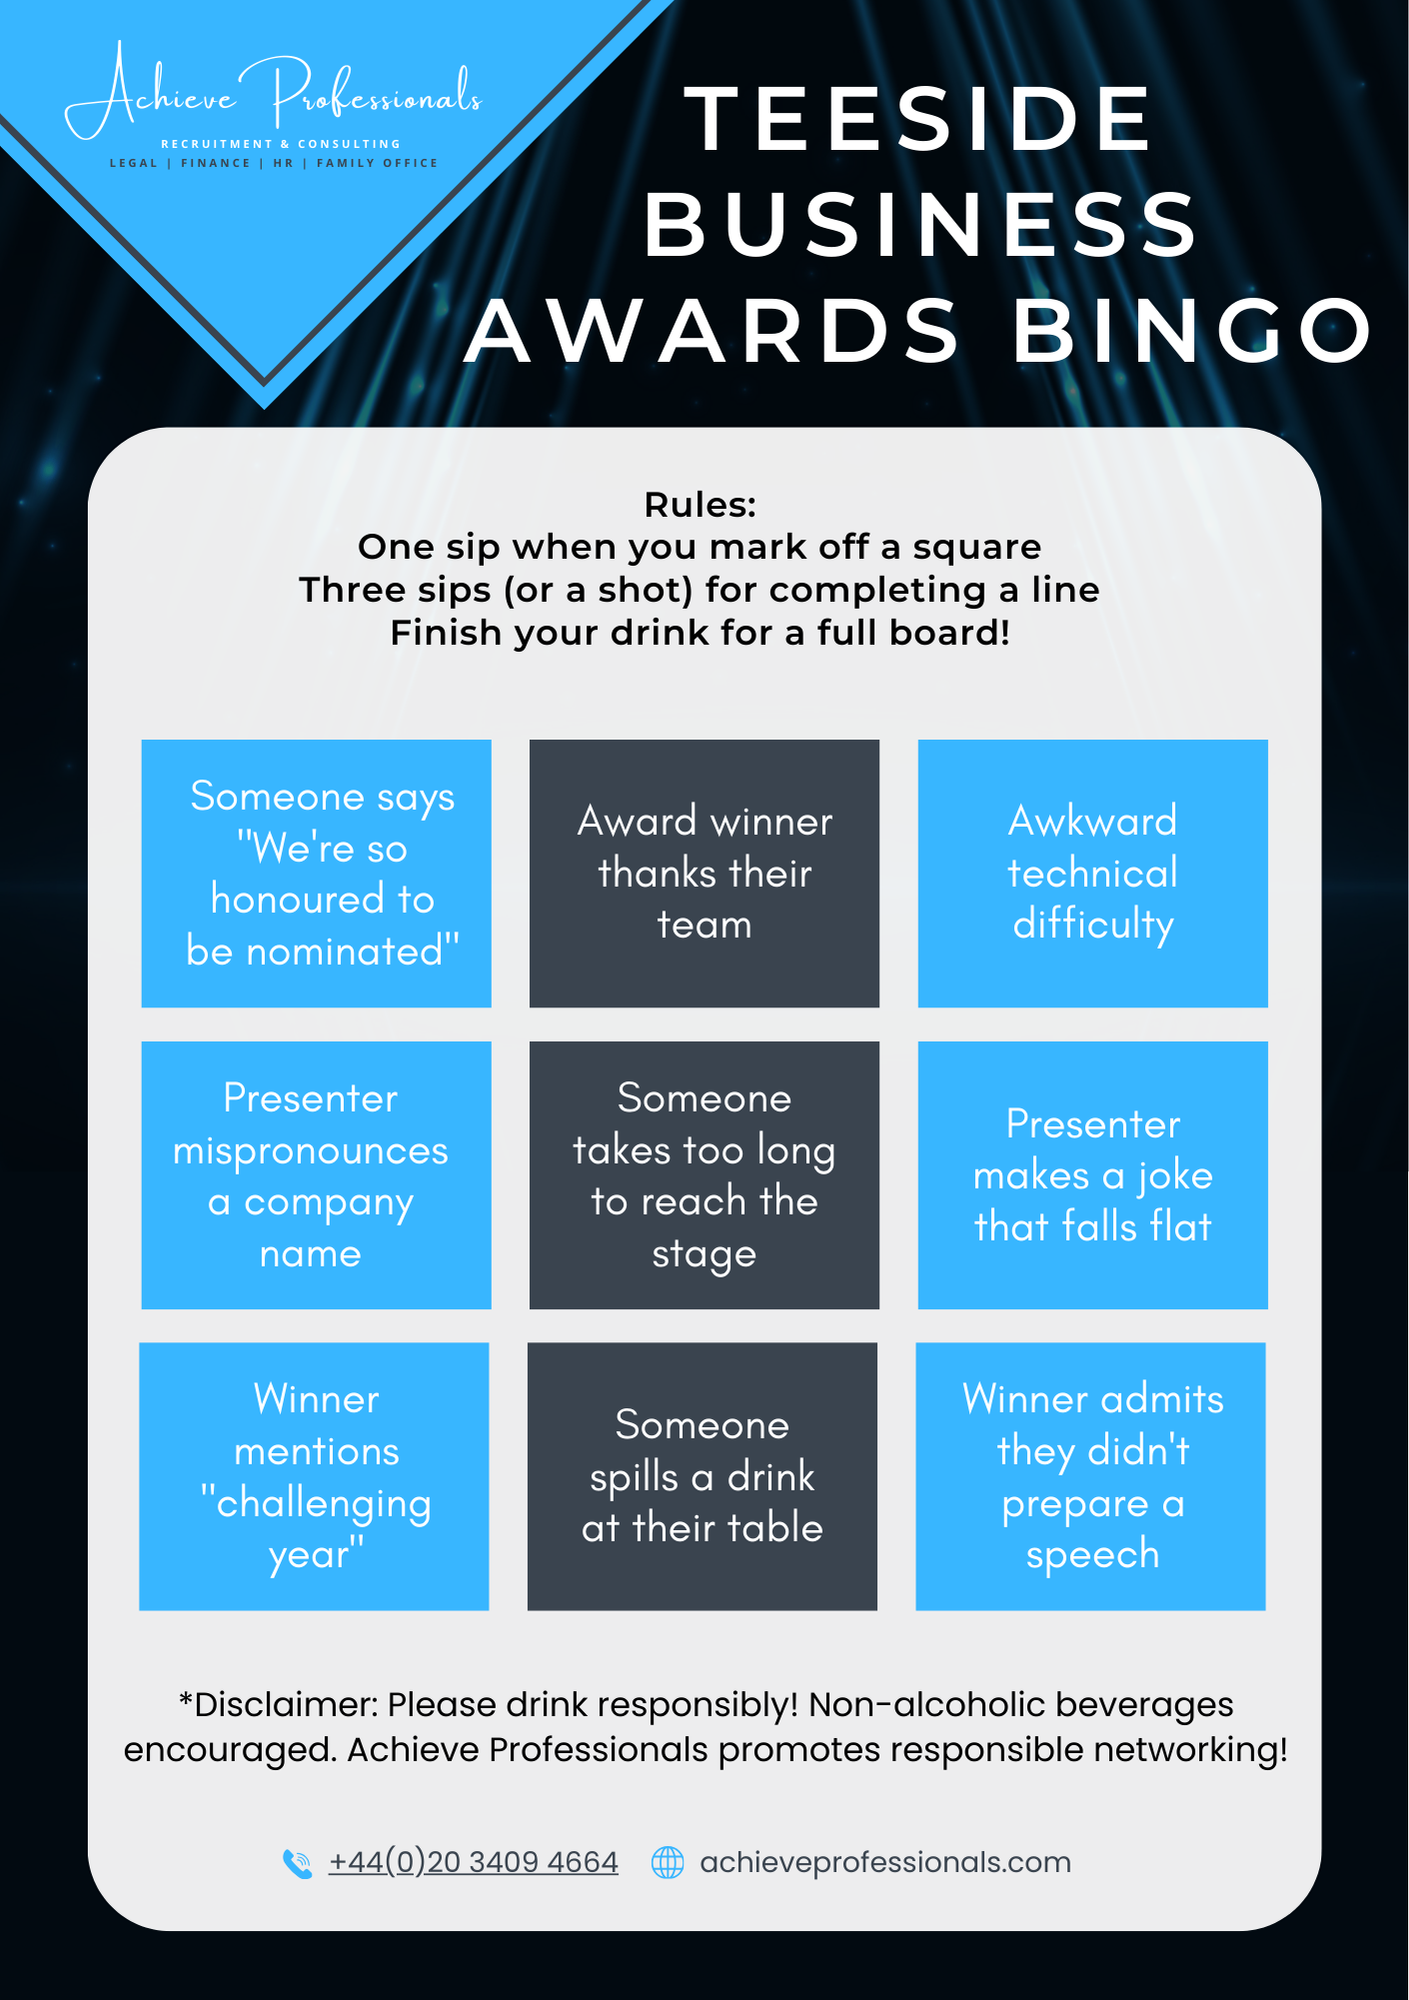 Achieve Professionals
RECRUITMENT & CONSULTING
LEGAL | FINANCE | HR | FAMILY OFFICE
TEESIDE
BUSINESS
AWARDS BINGO
Rules:
One sip when you mark off a square
Three sips (or a shot) for completing a line
Finish your drink for a full board!
Someone says
"We're so
honoured to
be nominated"
Award winner
thanks their
team
Awkward
technical
difficulty
Presenter
mispronounces
a company
name
Someone
takes too long
to reach the
stage
Presenter
makes a joke
that falls flat
Winner
mentions
"challenging
year"
Someone
spills a drink
at their table
Winner admits
they didn't
prepare a
speech
*Disclaimer: Please drink responsibly! Non-alcoholic beverages
encouraged. Achieve Professionals promotes responsible networking!
+44(0)20 3409 4664
achieveprofessionals.com